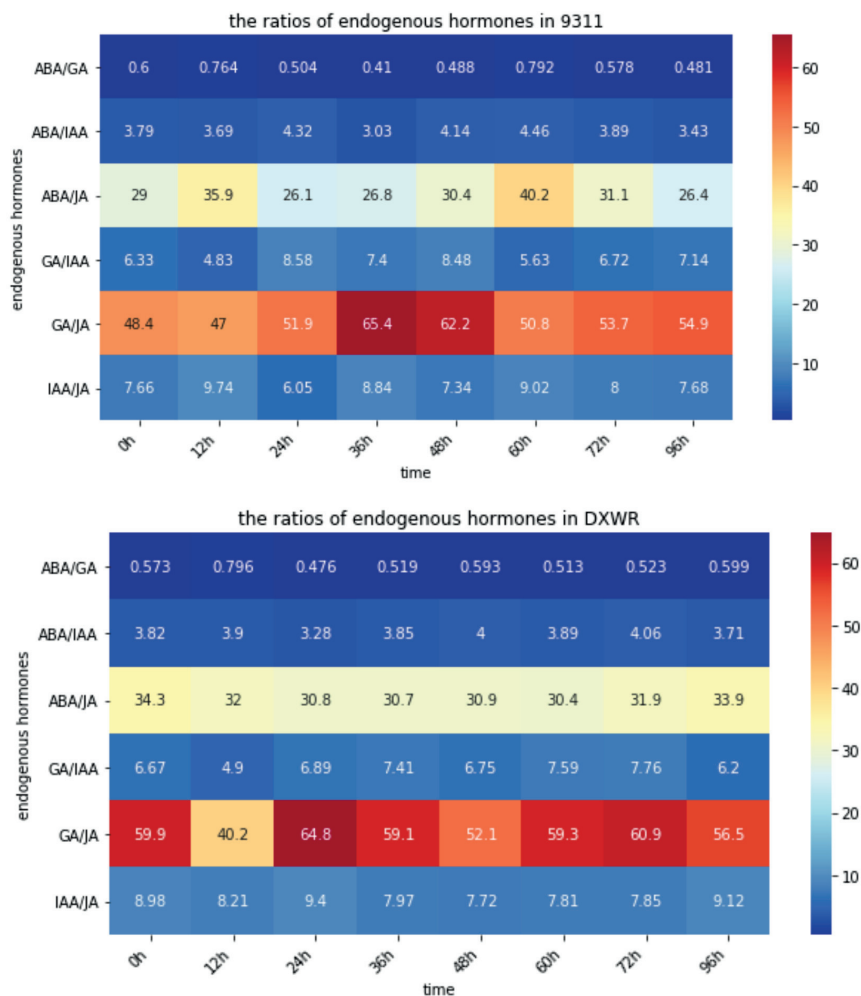 the ratios of endogenous hormones in 9311
endogenous hormones
ABA/GA 0.6 0.764 0.504 0.41 0.488 0.792 0.578 0.481
ABA/IAA 3.79 3.69 4.32 3.03 4.14 4.46 3.89 3.43
ABA/JA 29 35.9 26.1 26.8 30.4 40.2 31.1 26.4
GA/IAA 6.33 4.83 8.58 7.4 8.48 5.63 6.72 7.14
GA/JA 48.4 47 51.9 65.4 62.2 50.8 53.7 54.9
IAA/JA 7.66 9.74 6.05 8.84 7.34 9.02 8 7.68
0h 12h 24h 36h 48h 60h 72h 96h
time
60
50
40
30
20
10
the ratios of endogenous hormones in DXWR
endogenous hormones
ABA/GA 0.573 0.796 0.476 0.519 0.593 0.513 0.523 0.599
ABA/IAA 3.82 3.9 3.28 3.85 4 3.89 4.06 3.71
ABA/JA 34.3 32 30.8 30.7 30.9 30.4 31.9 33.9
GA/IAA 6.67 4.9 6.89 7.41 6.75 7.59 7.76 6.2
GA/JA 59.9 40.2 64.8 59.1 52.1 59.3 60.9 56.5
IAA/JA 8.98 8.21 9.4 7.97 7.72 7.81 7.85 9.12
0h 12h 24h 36h 48h 60h 72h 96h
time
60
50
40
30
20
10